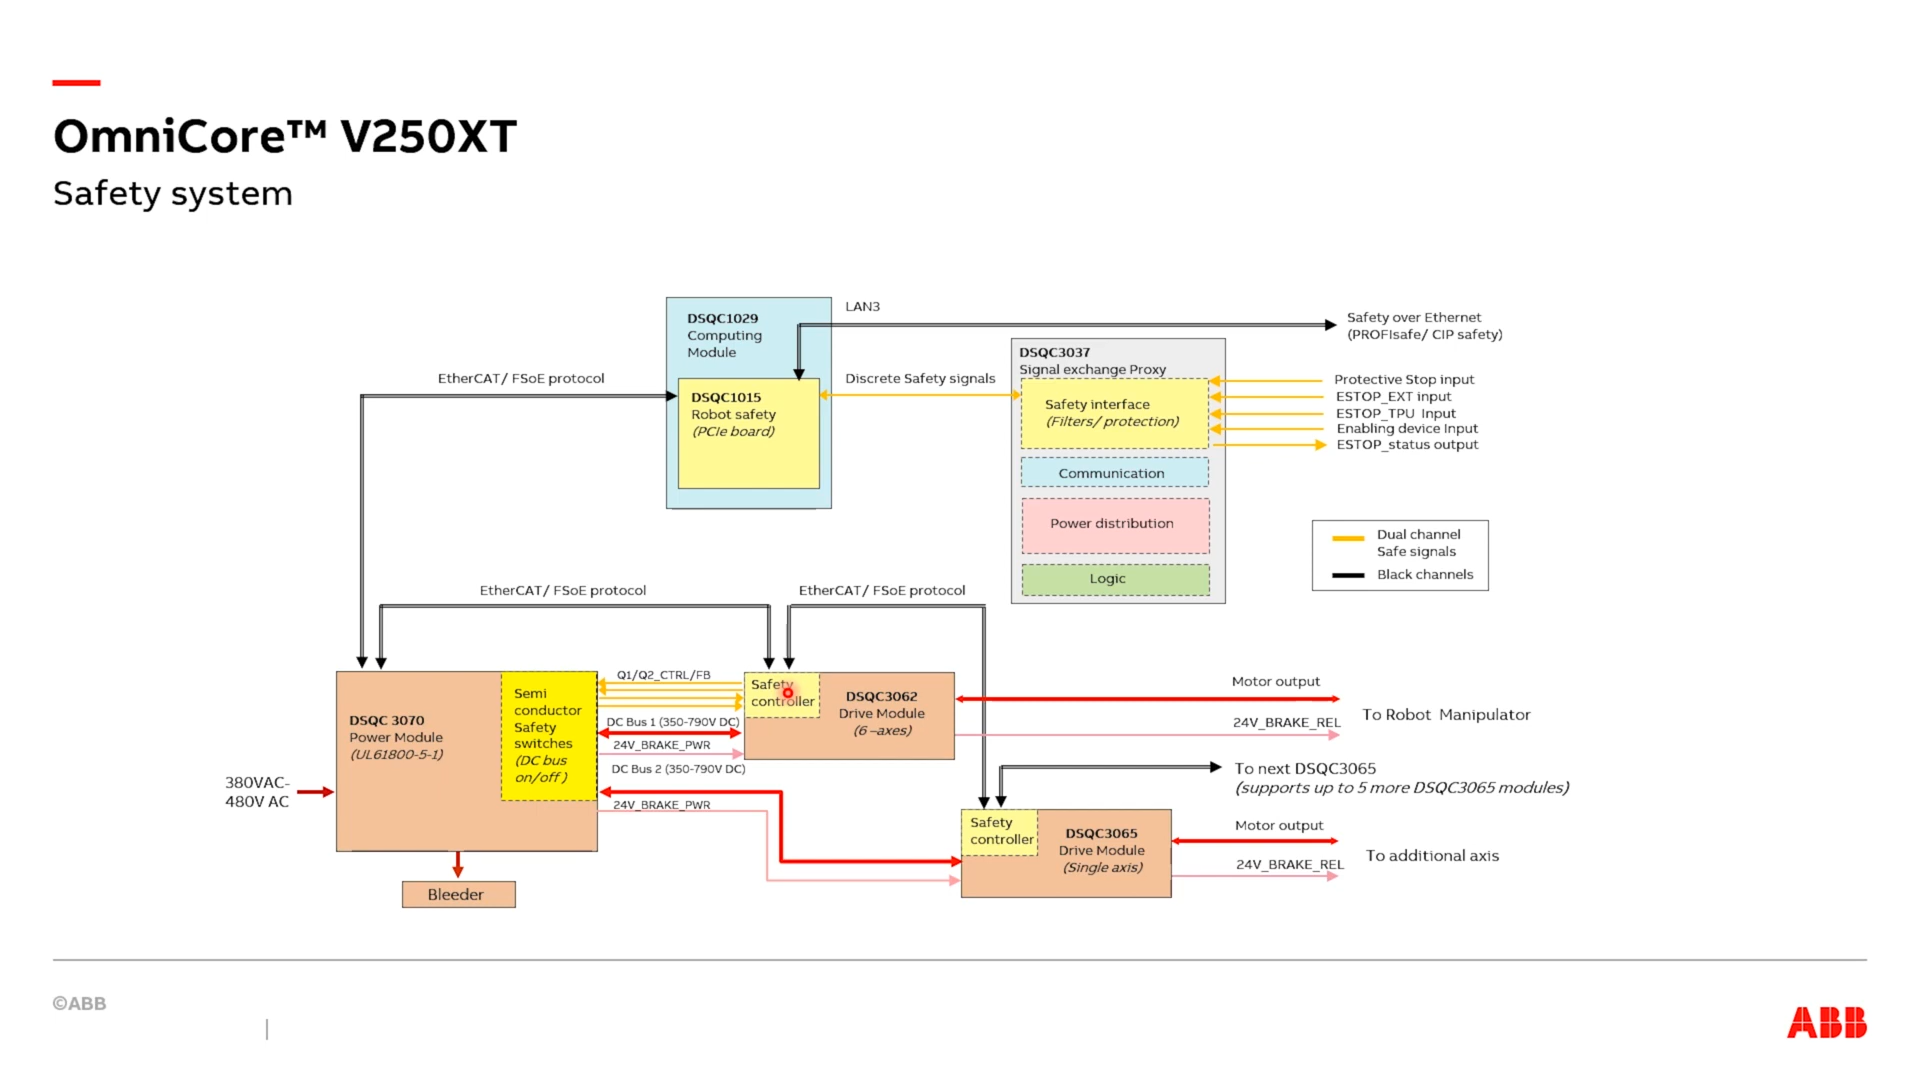 OmniCore™ V250XT
Safety system
DSQC1029
Computing
Module
LAN3
Safety over Ethernet
(PROFIsafe/ CIP safety)
EtherCAT/ FSoE protocol
DSQC1015
Robot safety
(PCIe board)
Discrete Safety signals
DSQC3037
Signal exchange Proxy
Safety interface
(Filters/ protection)
Communication
Power distribution
Logic
Protective Stop input
ESTOP_EXT input
ESTOP_TPU Input
Enabling device Input
ESTOP_status output
Dual channel
Safe signals
Black channels
EtherCAT/ FSoE protocol
EtherCAT/ FSoE protocol
DSQC 3070
Power Module
(UL61800-5-1)
Semi
conductor
Safety
switches
(DC bus
on/off)
Q1/Q2_CTRL/FB
DC Bus 1 (350-790V DC)
24V_BRAKE_PWR
DC Bus 2 (350-790V DC)
24V_BRAKE_PWR
Safety
controller
DSQC3062
Drive Module
(6 –axes)
Motor output
24V_BRAKE_REL
To Robot Manipulator
380VAC-
480V AC
Bleeder
To next DSQC3065
(supports up to 5 more DSQC3065 modules)
Safety
controller
DSQC3065
Drive Module
(Single axis)
Motor output
24V_BRAKE_REL
To additional axis
©ABB
ABB